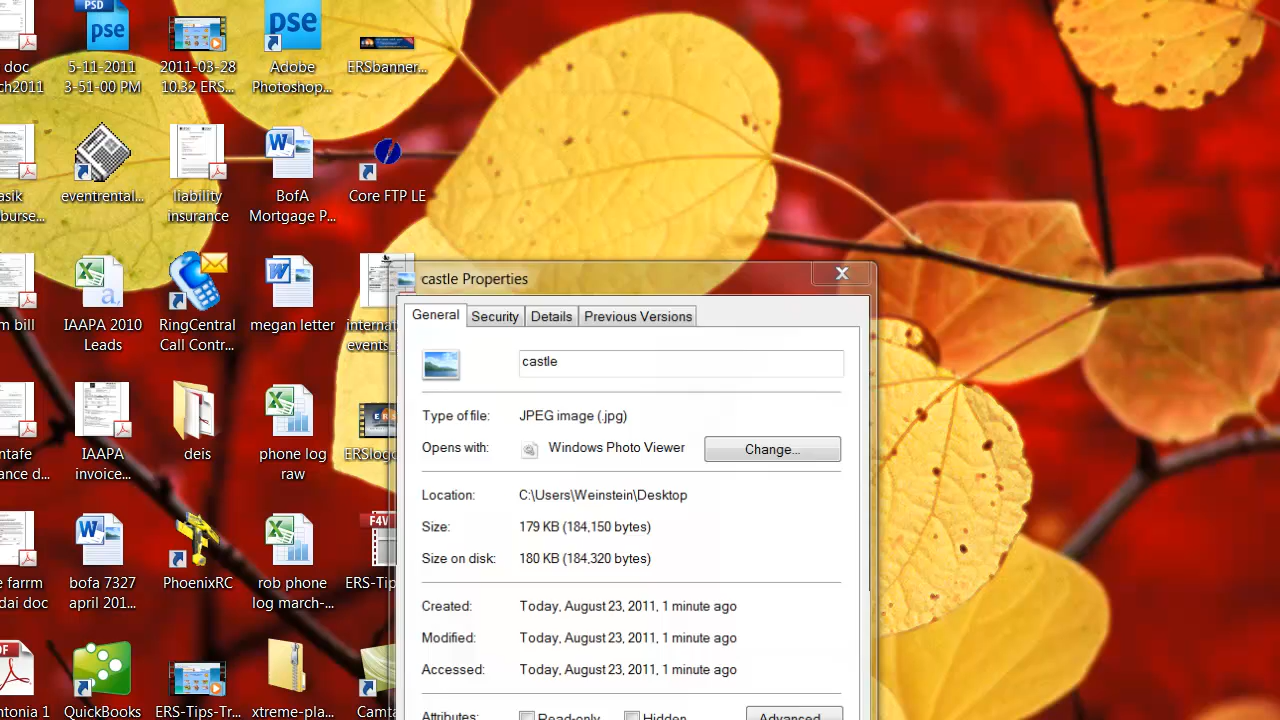 PSD
pse
pse
doc
5-11-2011
2011-03-28
Adobe
ERSbanner...
ch2011
3-51-00 PM
10.32 ERS...
Photoshop...
asik
eventrental...
liability
BofA
Core FTP LE
burse...
insurance
Mortgage P...
m bill
IAAPA 2010
RingCentral
megan letter
internat
Leads
Call Contr...
events_
castle Properties
General
Security
Details
Previous Versions
castle
Type of file:
JPEG image (.jpg)
Opens with:
Windows Photo Viewer
Change...
Location:
C:\Users\Weinstein\Desktop
Size:
179 KB (184,150 bytes)
Size on disk:
180 KB (184,320 bytes)
Created:
Today, August 23, 2011, 1 minute ago
Modified:
Today, August 23, 2011, 1 minute ago
Accessed:
Today, August 23, 2011, 1 minute ago
Attributes:
Read-only
Hidden
Advanced...
ntafe
IAAPA
deis
phone log
ERSlogo
ance d...
invoice...
raw
F4V
e farrm
bofa 7327
PhoenixRC
rob phone
ERS-Tips
dai doc
april 201...
log march-...
antonia 1
QuickBooks
ERS-Tips-Tr...
xtreme-pla...
Camta